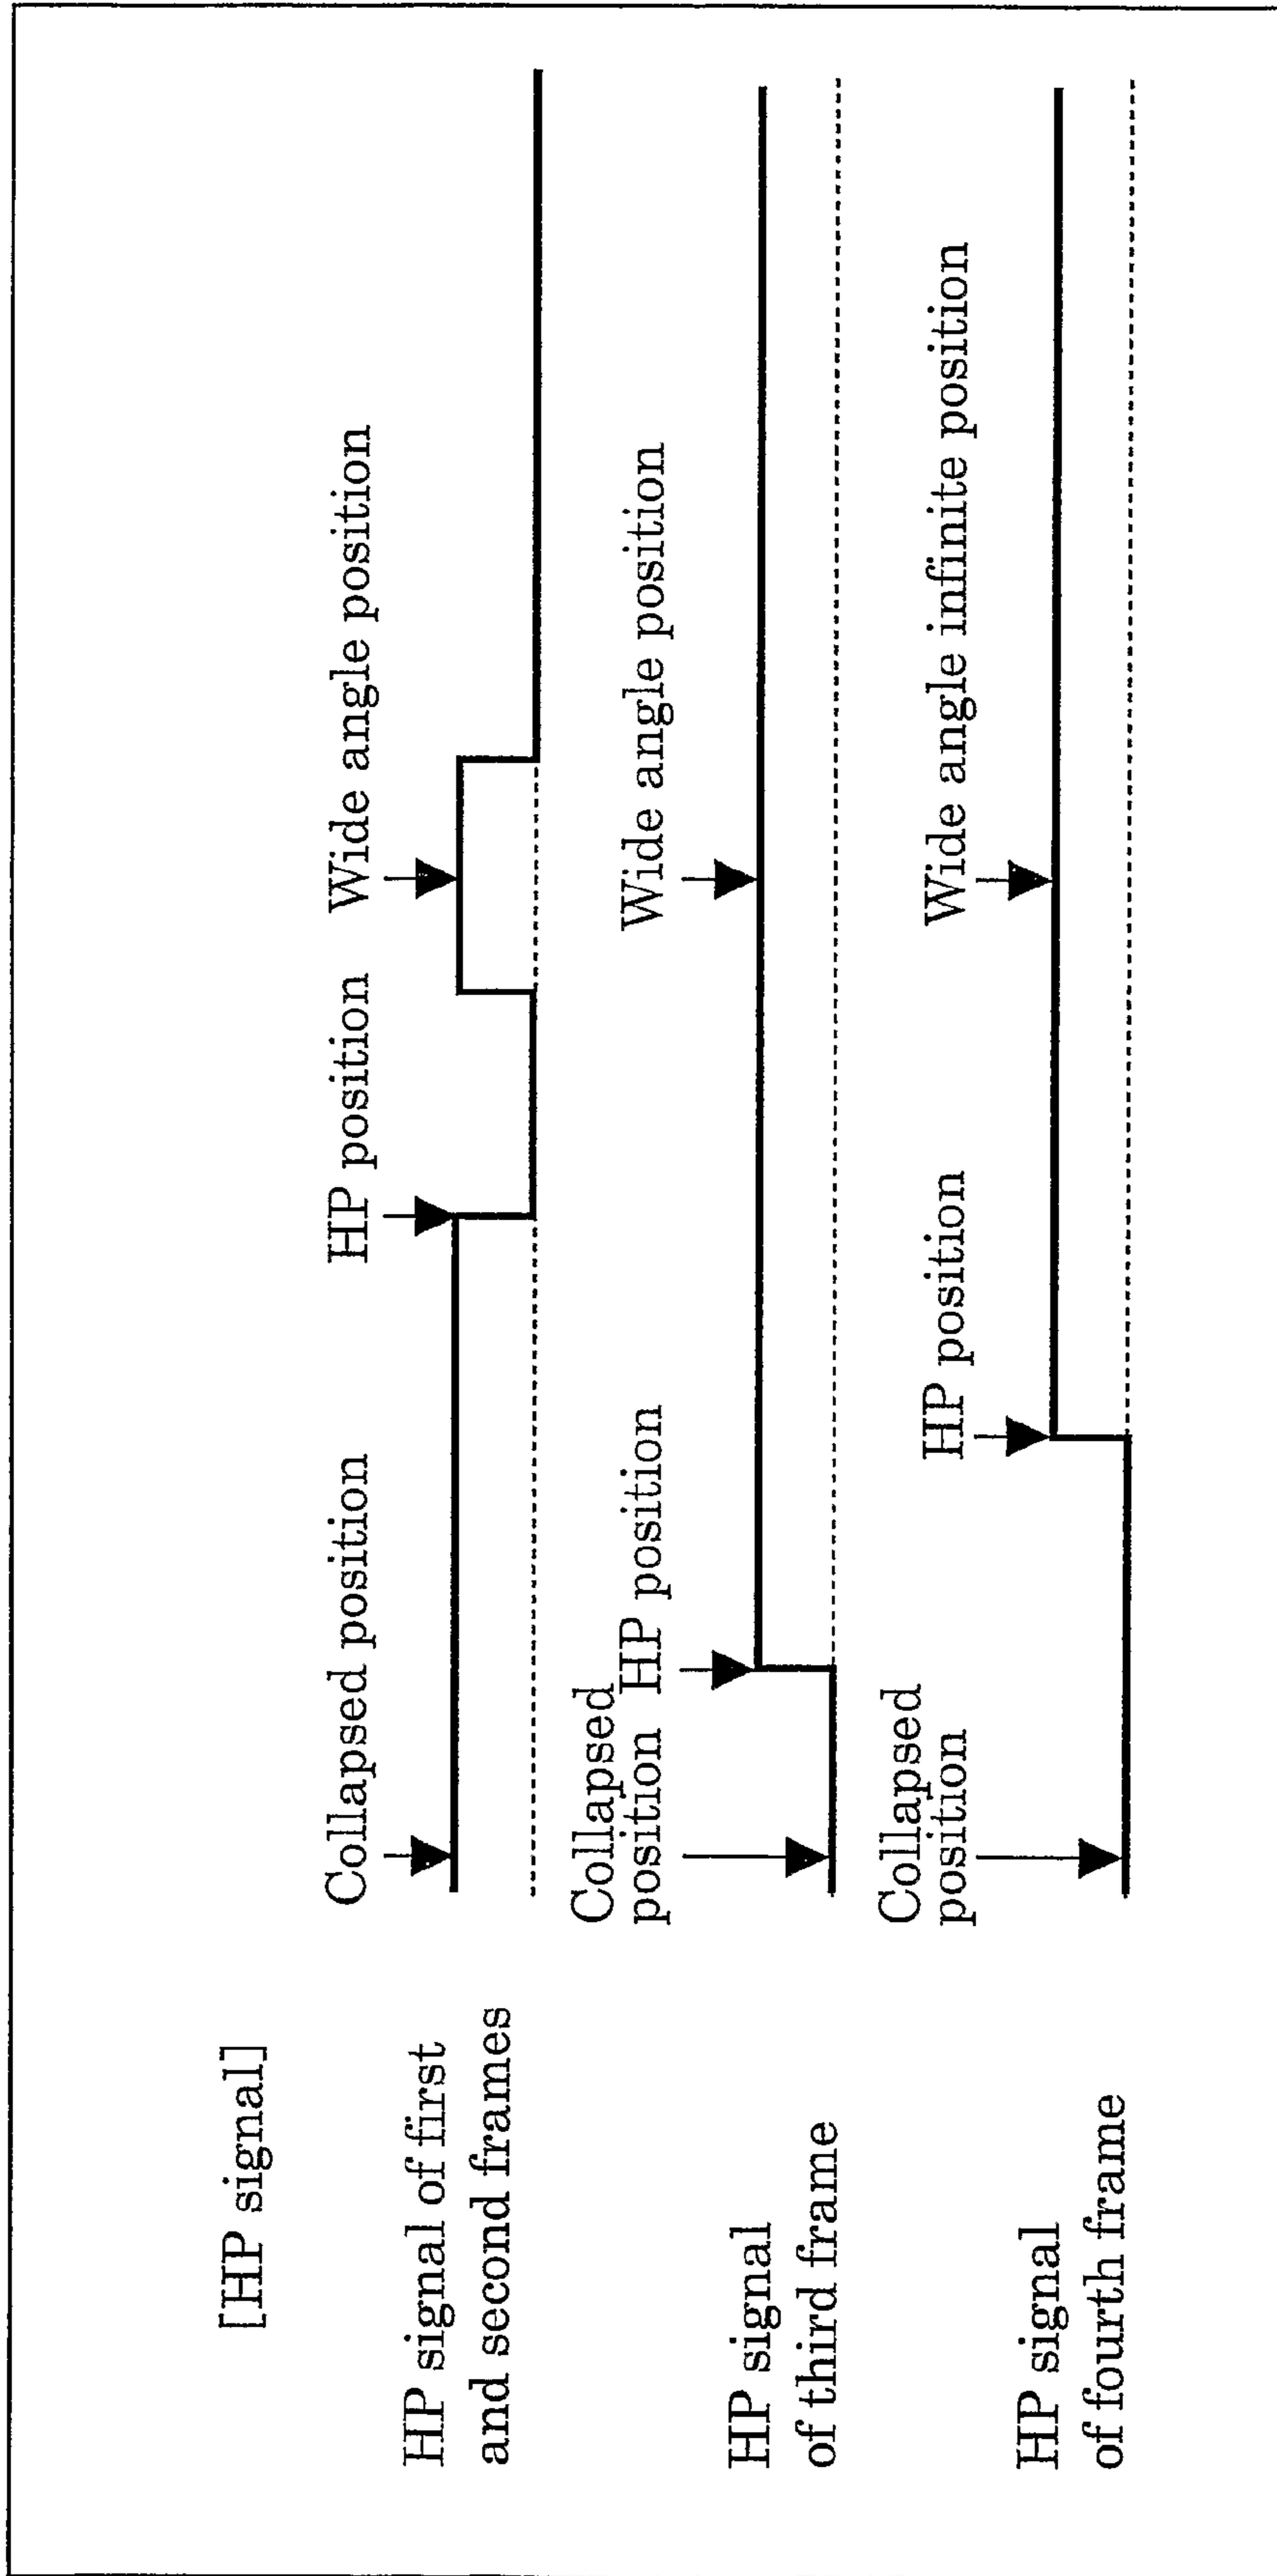 [HP signal]
HP signal of first
and second frames
Collapsed position
HP position
Wide angle position
HP signal
of third frame
Collapsed
position
HP position
Wide angle position
HP signal
of fourth frame
Collapsed
position
HP position
Wide angle infinite position